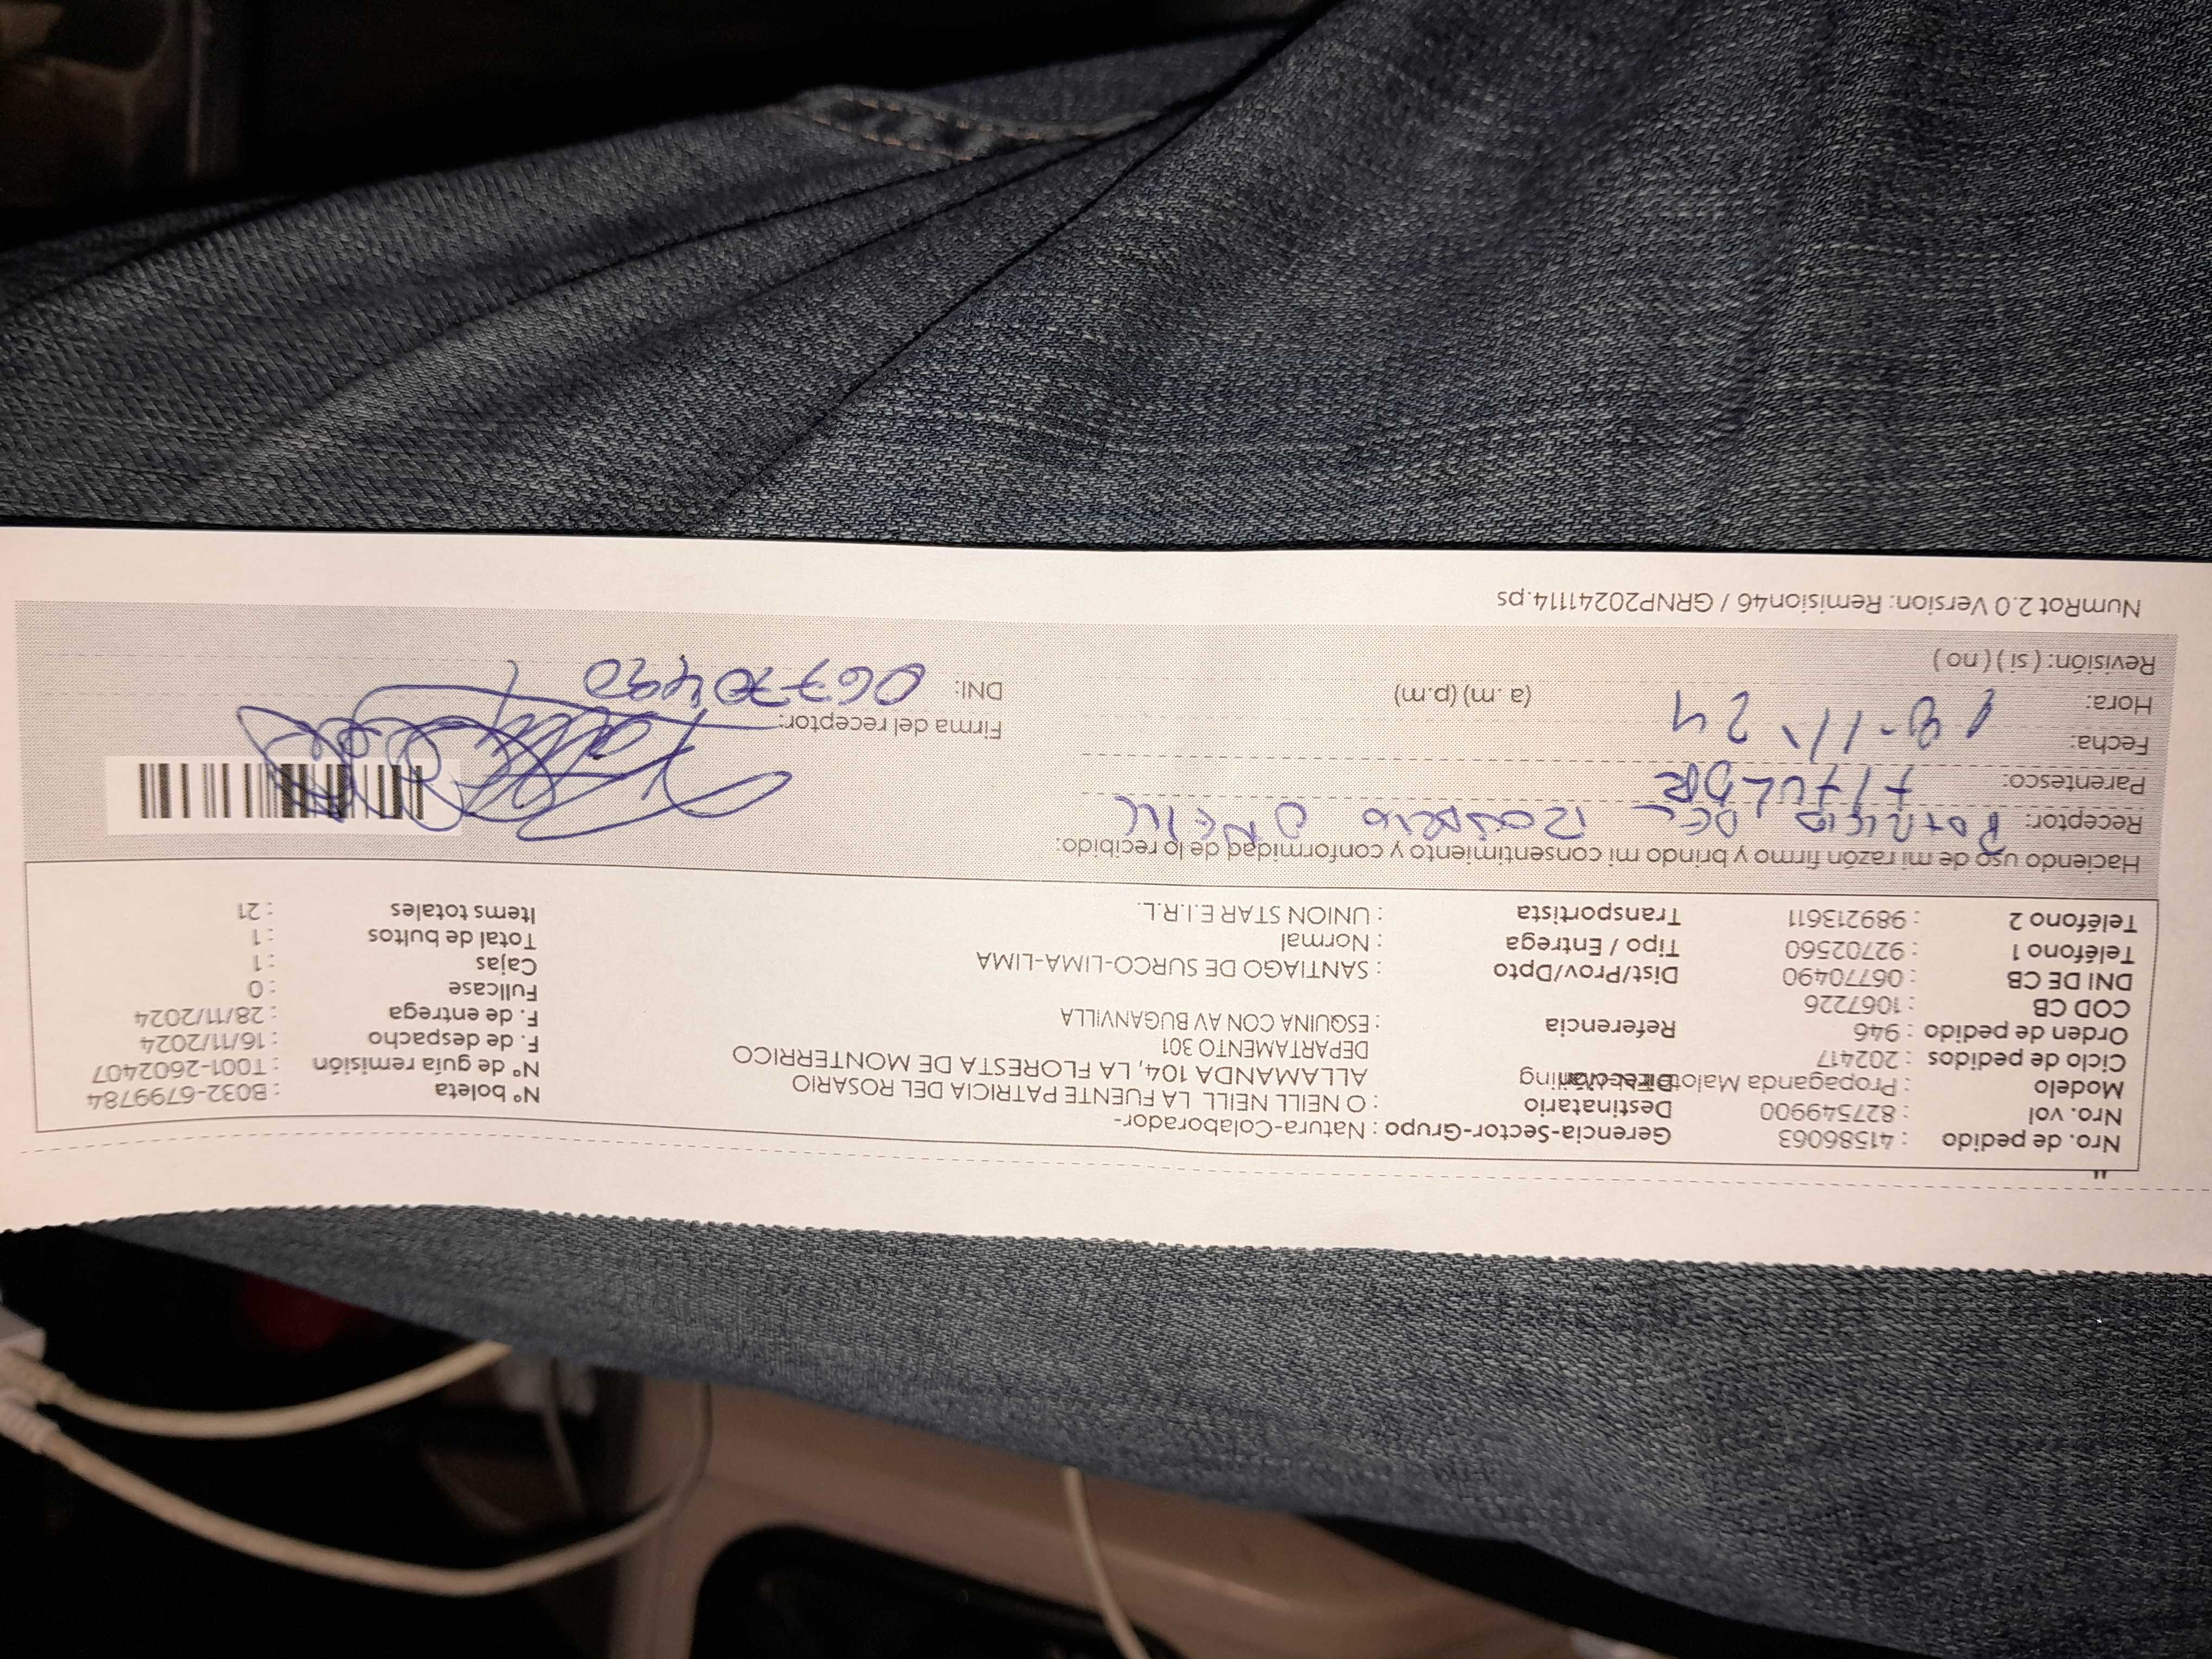 Nro. de pedido : 41586063 Gerencia-Sector-Grupo : Natura-Colaborador- N° boleta : B032-6799784
Nro. vol : 827549900 Destinatario : O NEILL NEILL LA FUENTE PATRICIA DEL ROSARIO N° de guía remisión : T001-2602407
Modelo : Propaganda Malote ALLAMANDA 104, LA FLORESTA DE MONTERRICO F. de despacho : 16/11/2024
Ciclo de pedidos : 202417 DEPARTAMENTO 301 F. de entrega : 28/11/2024
Orden de pedido : 946 Referencia : ESQUINA CON AV BUGANVILLA Fullcase : 0
COD CB : 1067226 Cajas : 1
DNI DE CB : 06770490 Dist/Prov/Dpto : SANTIAGO DE SURCO-LIMA-LIMA Total de bultos : 1
Teléfono 1 : 92702560 Tipo / Entrega : Normal Items totales : 21
Teléfono 2 : 989213611 Transportista : UNION STAR E.I.R.L.
Haciendo uso de mi razón firmo y brindo mi consentimiento y conformidad de lo recibido:
Receptor: PATRICIA DEL ROSARIO ONEILL
Parentesco: TITULAR
Fecha: 18-11-24 Firma del receptor:
Hora: (a.m) (p.m) DNI: 06770490
Revisión: ( si ) ( no )
NumRot 2.0 Version: Remision46 / GRNP20241114.ps